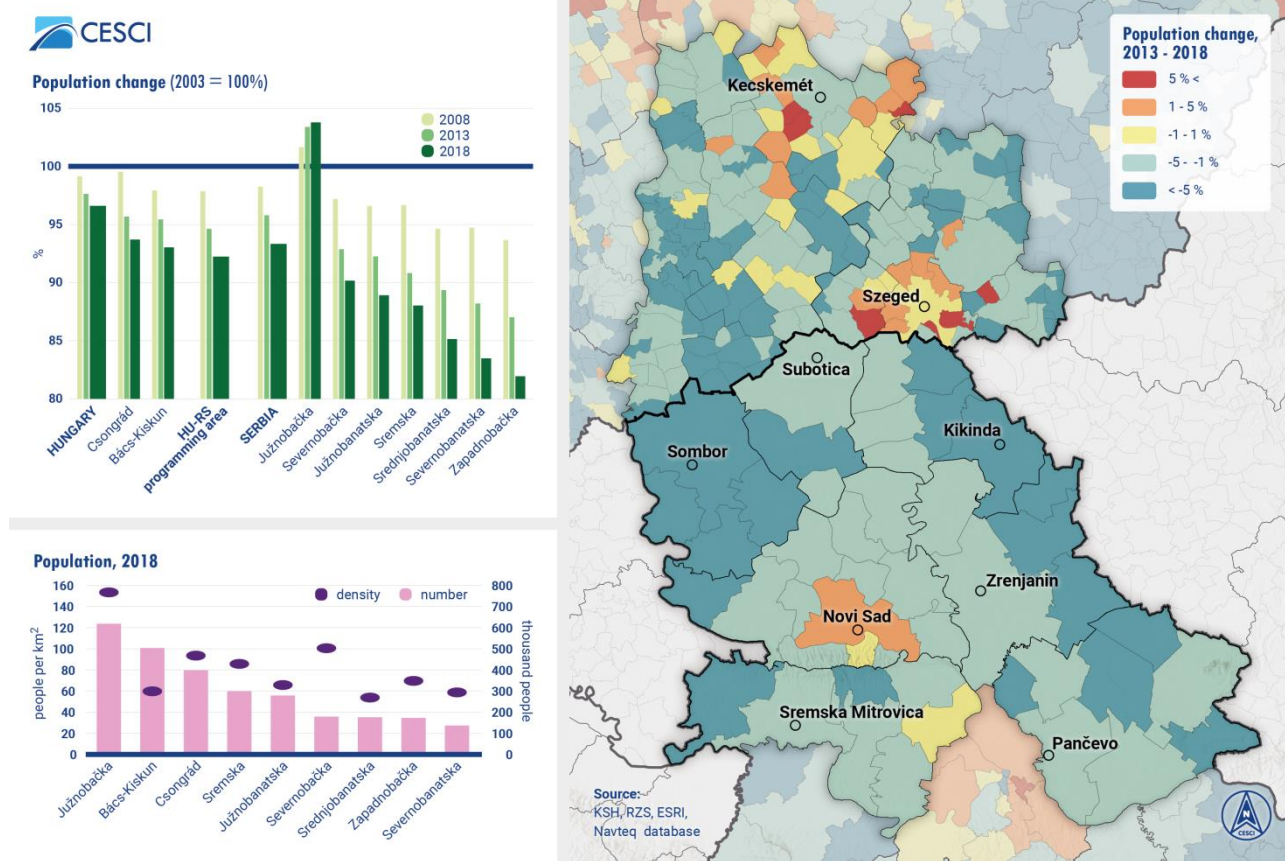 CESCI
Population change (2003 = 100%)
105
100
95
90
85
80
%
2008
2013
2018
HUNGARY
Csongrád
Bács-Kiskun
HU-RS
programming area
SERBIA
Južnobačka
Severnobačka
Južnobanatska
Sremska
Srednjobanatska
Severnobanatska
Zapadnobačka
Population, 2018
160
140
120
100
80
60
40
20
0
people per km²
density
number
800
700
600
500
400
300
200
100
0
thousand people
Južnobačka
Bács-Kiskun
Csongrád
Sremska
Južnobanatska
Severnobačka
Srednjobanatska
Zapadnobačka
Severnobanatska
Population change,
2013 - 2018
5 % <
1 - 5 %
-1 - 1 %
-5 - -1 %
< -5 %
Kecskemét
Szeged
Subotica
Sombor
Kikinda
Zrenjanin
Novi Sad
Sremska Mitrovica
Pančevo
Source:
KSH, RZS, ESRI,
Navteq database
CESCI